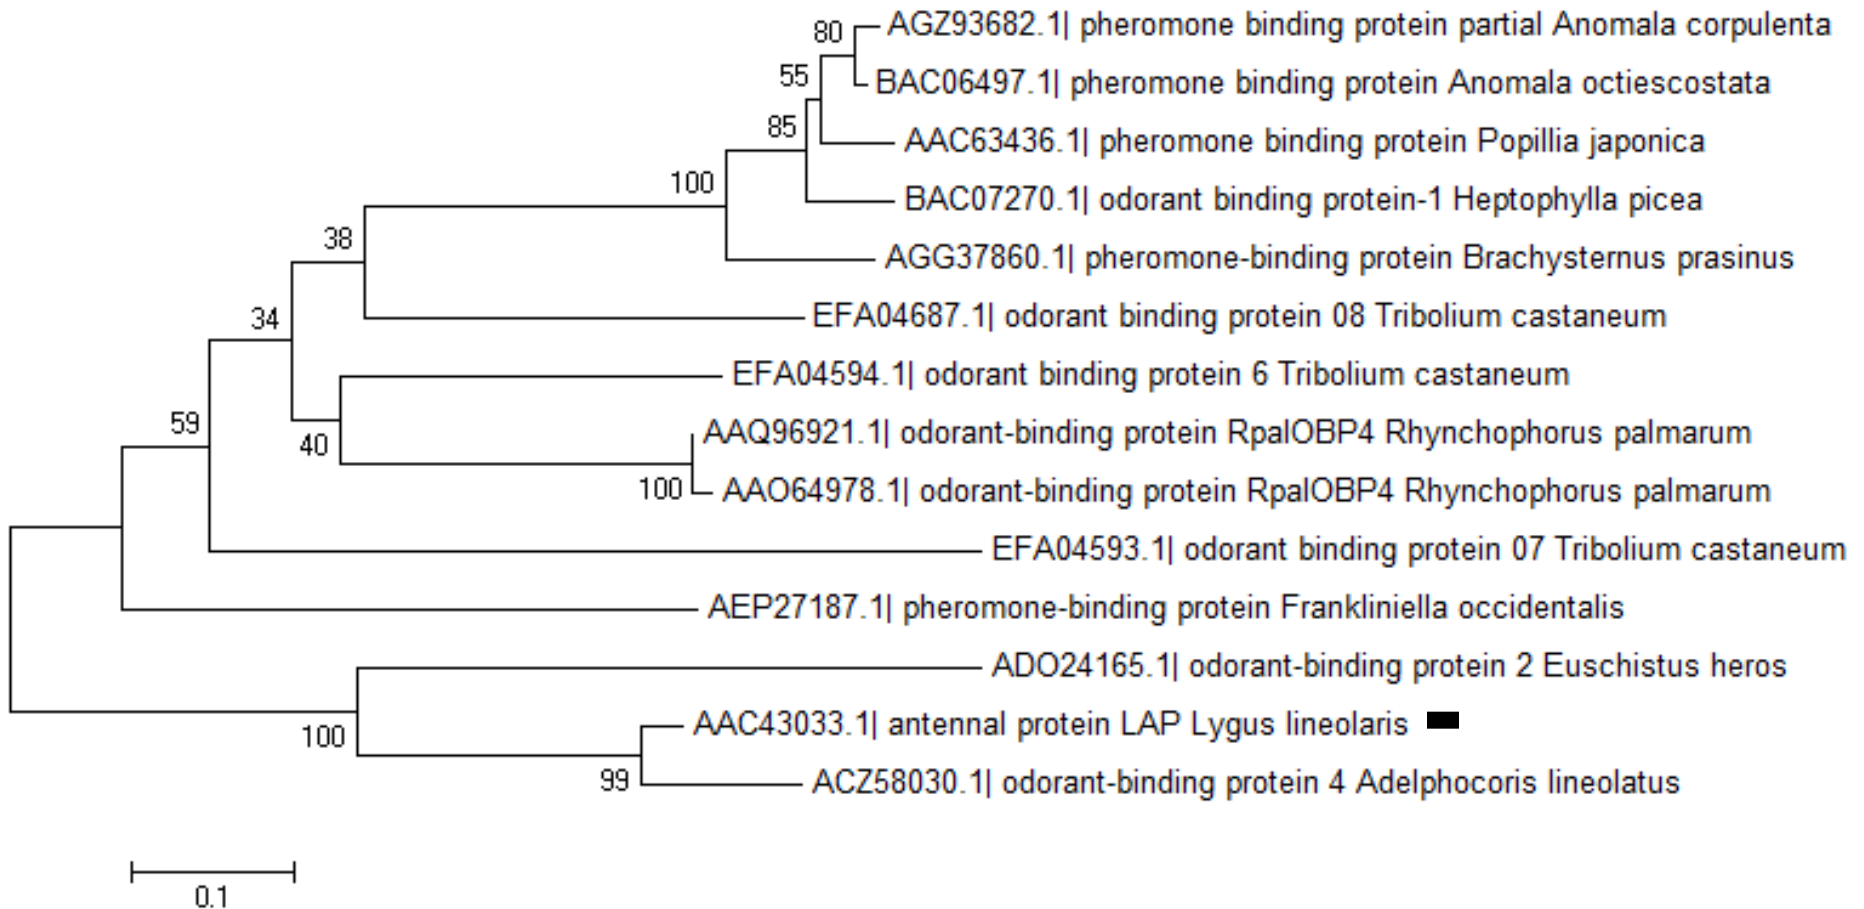 80
AGZ93682.1| pheromone binding protein partial Anomala corpulenta
55
BAC06497.1| pheromone binding protein Anomala octiescostata
85
AAC63436.1| pheromone binding protein Popillia japonica
100
BAC07270.1| odorant binding protein-1 Heptophylla picea
38
AGG37860.1| pheromone-binding protein Brachysternus prasinus
34
EFA04687.1| odorant binding protein 08 Tribolium castaneum
EFA04594.1| odorant binding protein 6 Tribolium castaneum
59
40
AAQ96921.1| odorant-binding protein RpalOBP4 Rhynchophorus palmarum
100
AAO64978.1| odorant-binding protein RpalOBP4 Rhynchophorus palmarum
EFA04593.1| odorant binding protein 07 Tribolium castaneum
AEP27187.1| pheromone-binding protein Frankliniella occidentalis
ADO24165.1| odorant-binding protein 2 Euschistus heros
100
AAC43033.1| antennal protein LAP Lygus lineolaris
99
ACZ58030.1| odorant-binding protein 4 Adelphocoris lineolatus
0.1